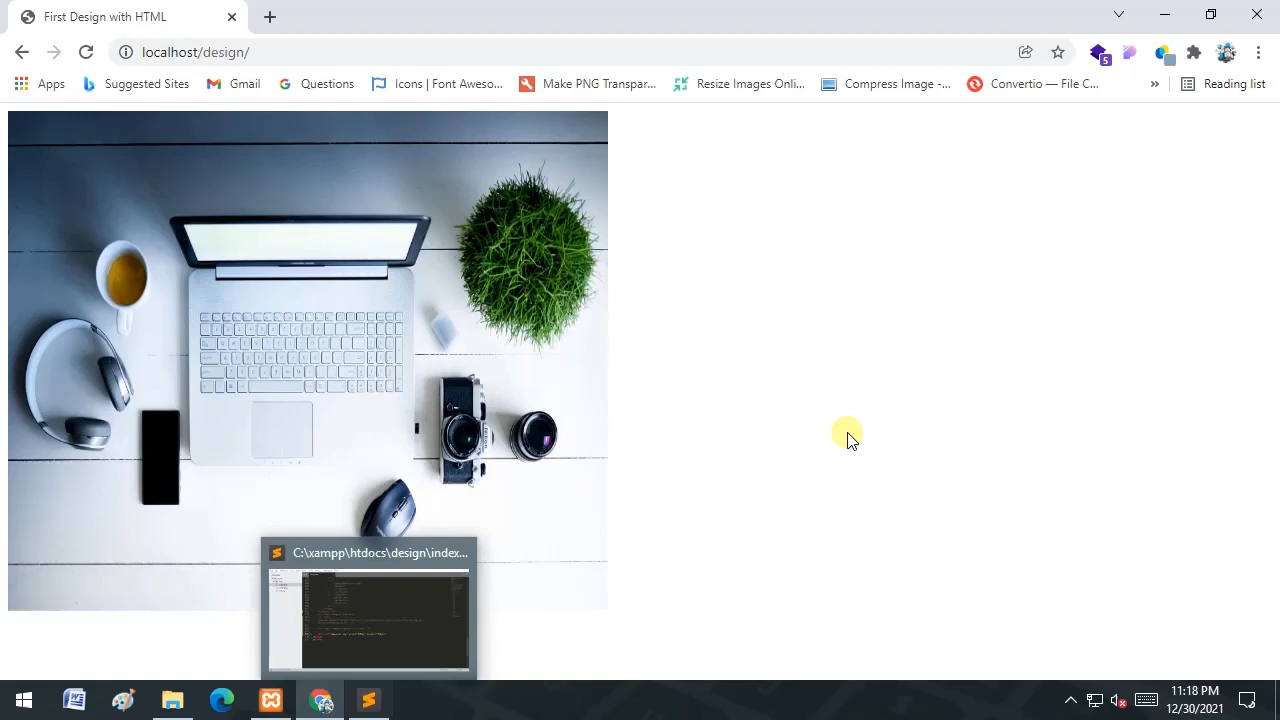 First Design with HTML
localhost/design/
5
Apps
Suggested Sites
Gmail
Questions
Icons | Font Aweso...
Make PNG Transpar...
Resize Images Onli...
Compress Image -...
Convertio — File C...
»
Reading list
C:\xampp\htdocs\design\index...
11:18 PM
12/30/2021